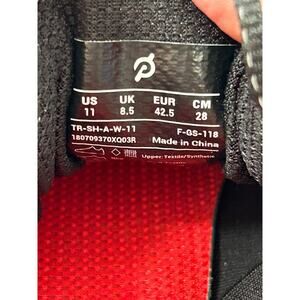 US UK EUR CM
11 8.5 42.5 28
TR-SH-A-W-11 F-GS-118
180709370XQ03R Made in China
Upper:Textile/Synthetic